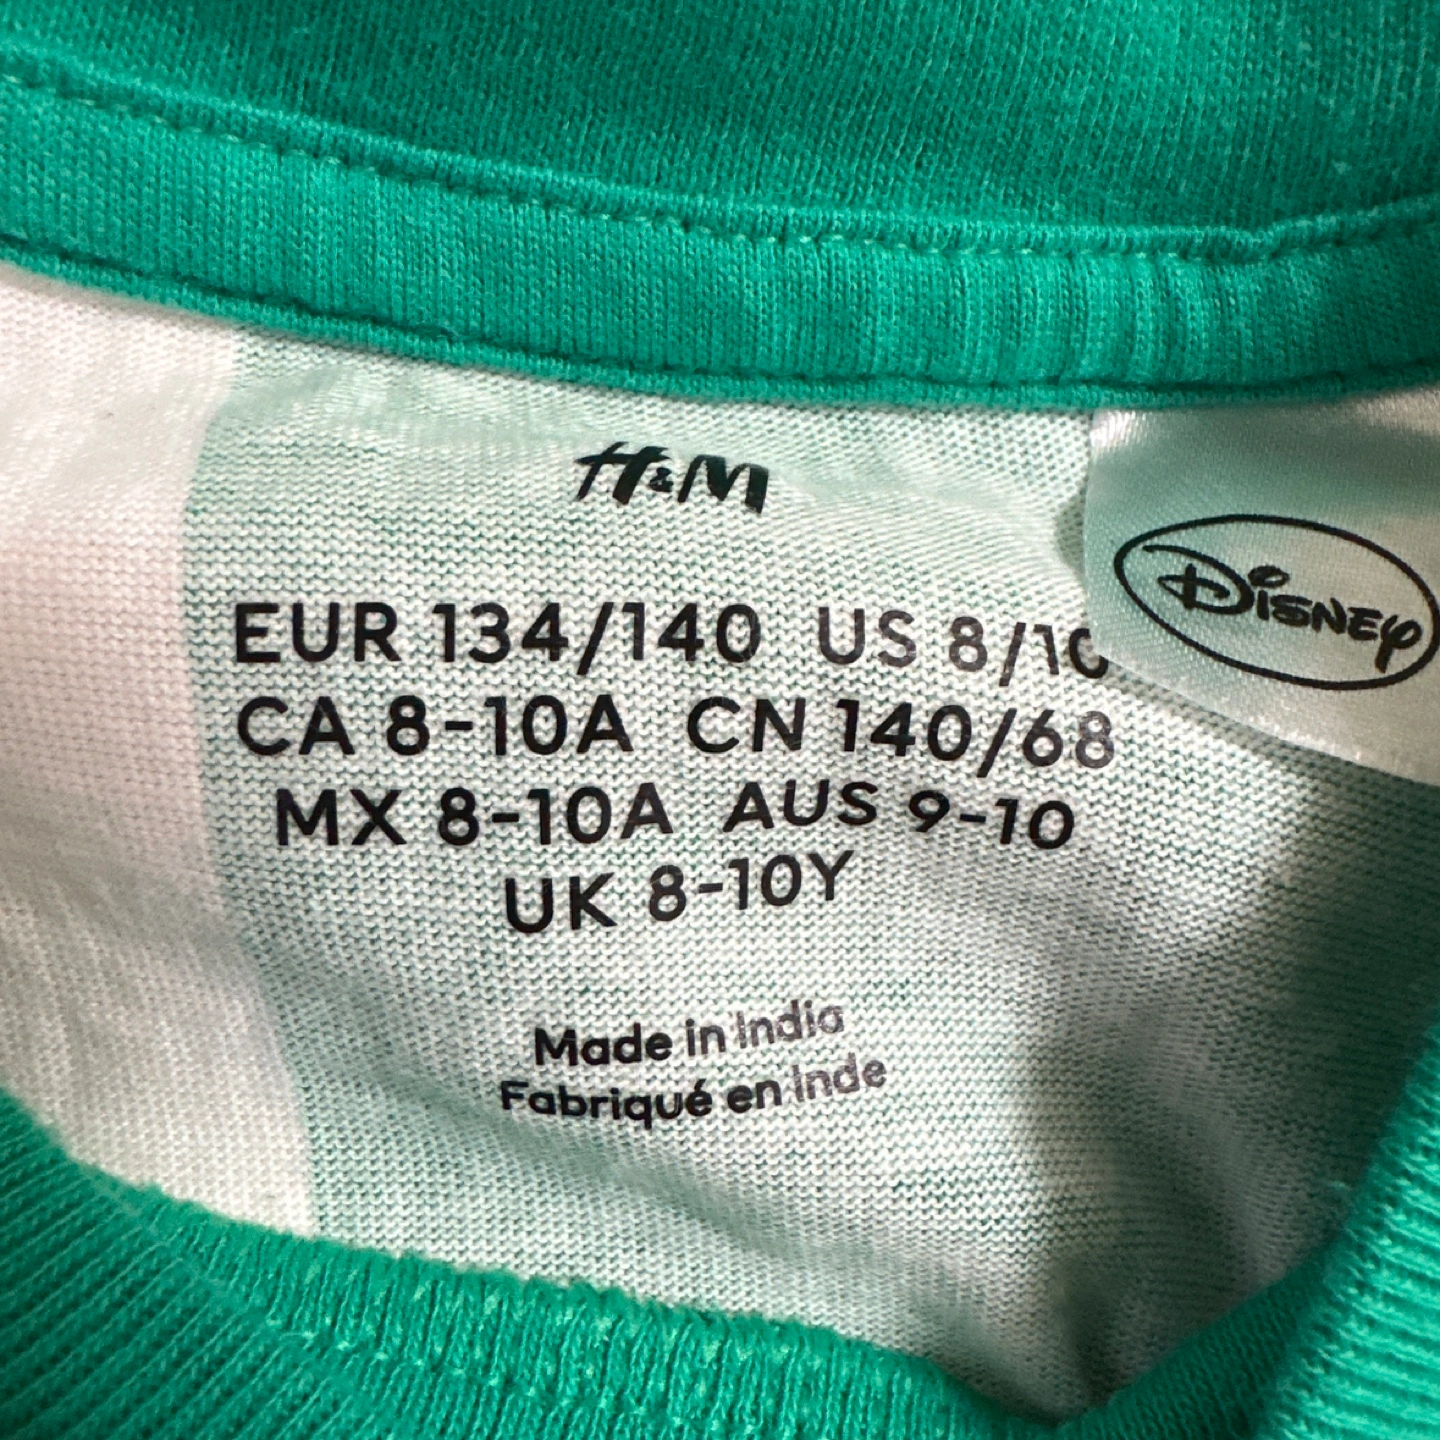 H&M
EUR 134/140 US 8/10
CA 8-10A CN 140/68
MX 8-10A AUS 9-10
UK 8-10Y
Made in India
Fabriqué en Inde
Disney